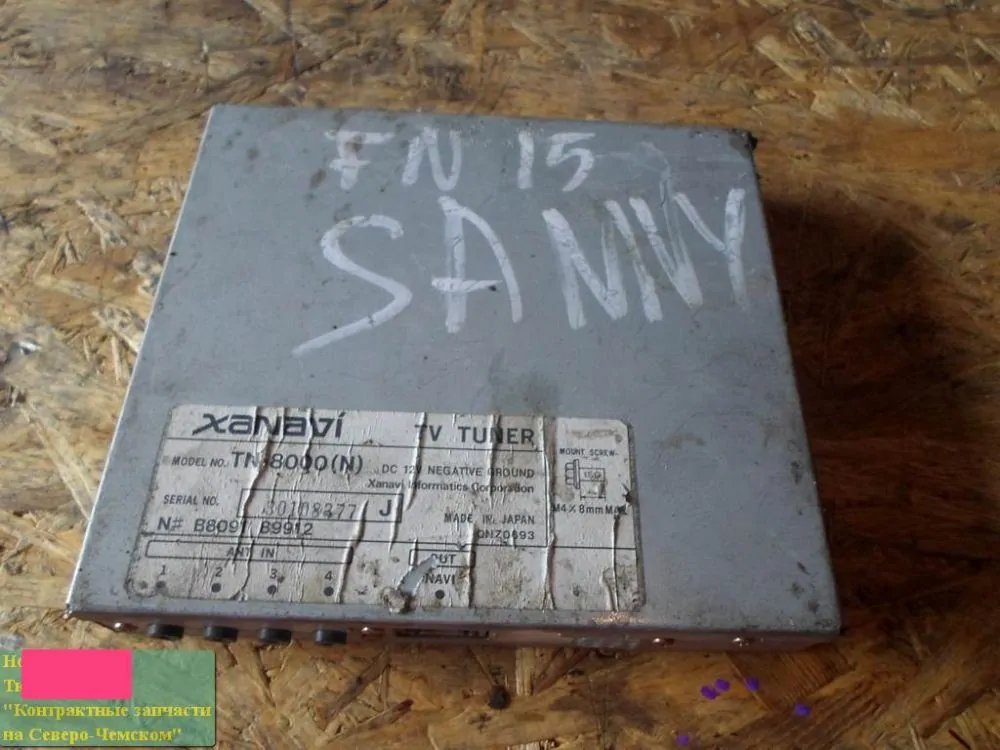 FN 15
SANNY
xanavi TV TUNER
MODEL NO. TN-8000(N) DC 12V NEGATIVE GROUND
Xanavi Informatics Corporation
SERIAL NO. 30108377 J
MADE IN JAPAN
N# B8091 B9912
MOUNT SCREW
M4×8mm MAX.
ANT IN OUT
1 2 3 4 NAVI
"Контрактные запчасти
на Северо-Чемском"